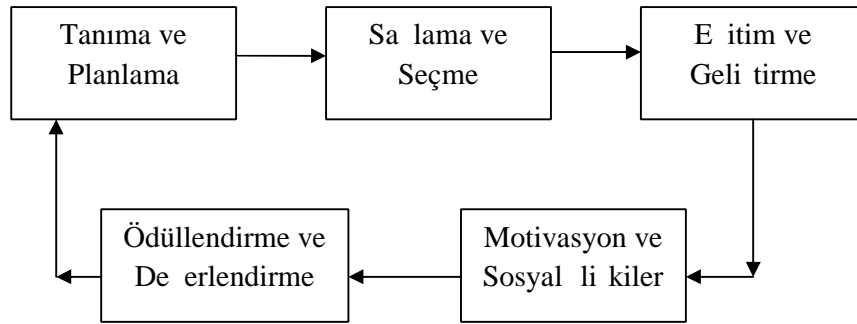 Tanıma ve
Planlama
Sa lama ve
Seçme
E itim ve
Geli tirme
Ödüllendirme ve
De erlendirme
Motivasyon ve
Sosyal li kiler